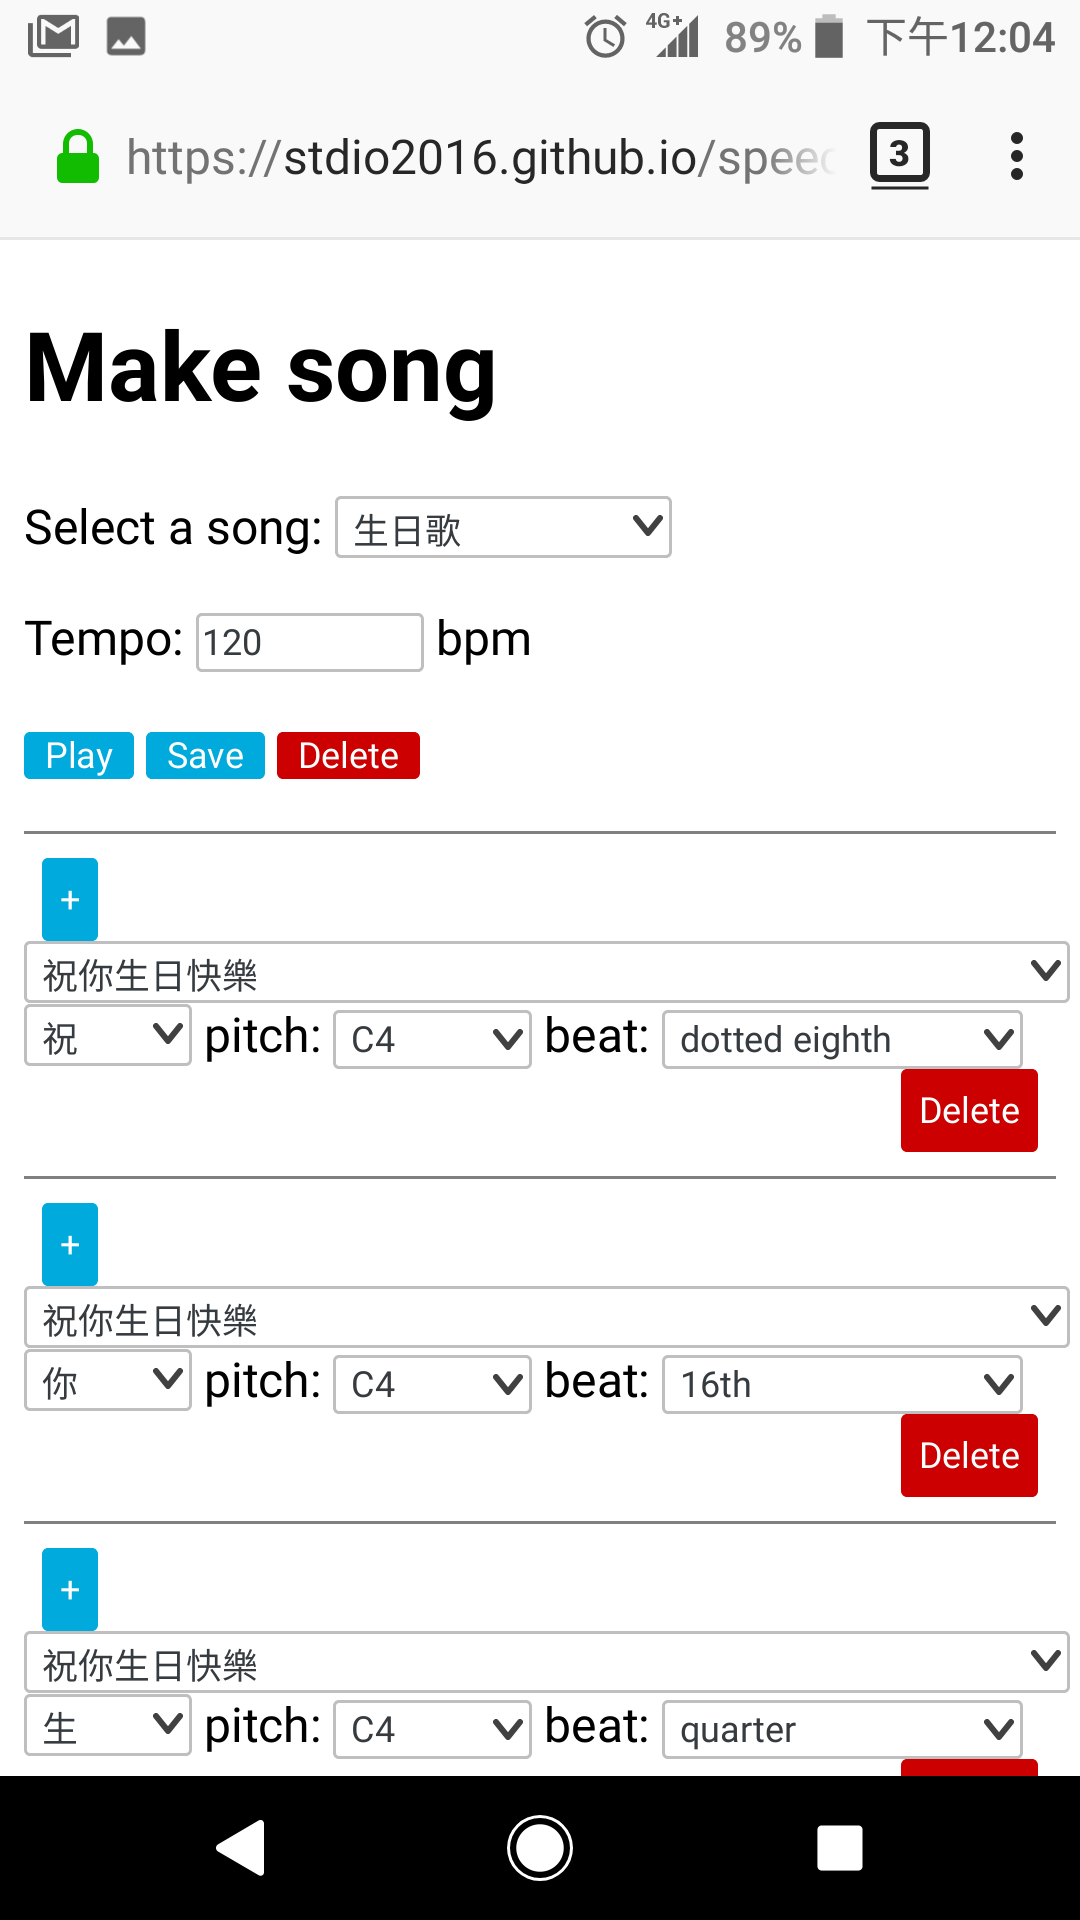 4G+ 89% 下午12:04
https://stdio2016.github.io/speec 3
Make song
Select a song: 生日歌
Tempo: 120 bpm
Play Save Delete
+
祝你生日快樂
祝 pitch: C4 beat: dotted eighth
Delete
+
祝你生日快樂
你 pitch: C4 beat: 16th
Delete
+
祝你生日快樂
生 pitch: C4 beat: quarter